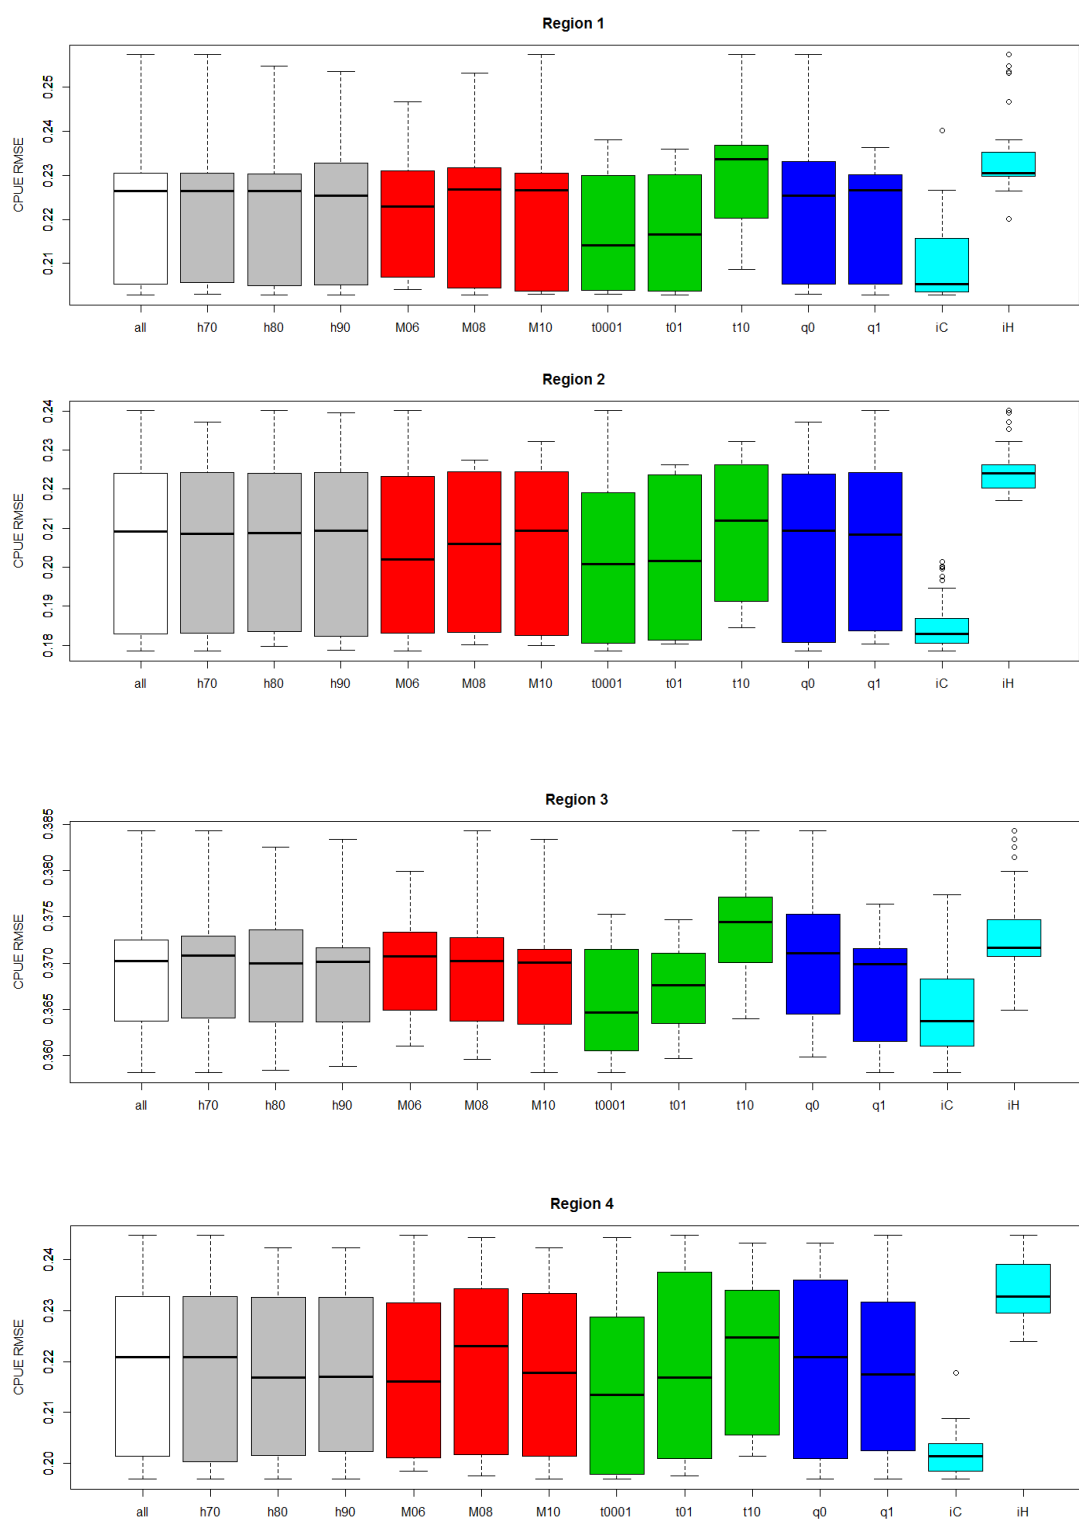 Region 1
CPUE RMSE
0.25
0.24
0.23
0.22
0.21
all h70 h80 h90 M06 M08 M10 t0001 t01 t10 q0 q1 iC iH
Region 2
CPUE RMSE
0.24
0.23
0.22
0.21
0.20
0.19
0.18
all h70 h80 h90 M06 M08 M10 t0001 t01 t10 q0 q1 iC iH
Region 3
CPUE RMSE
0.385
0.380
0.375
0.370
0.365
0.360
all h70 h80 h90 M06 M08 M10 t0001 t01 t10 q0 q1 iC iH
Region 4
CPUE RMSE
0.24
0.23
0.22
0.21
0.20
all h70 h80 h90 M06 M08 M10 t0001 t01 t10 q0 q1 iC iH